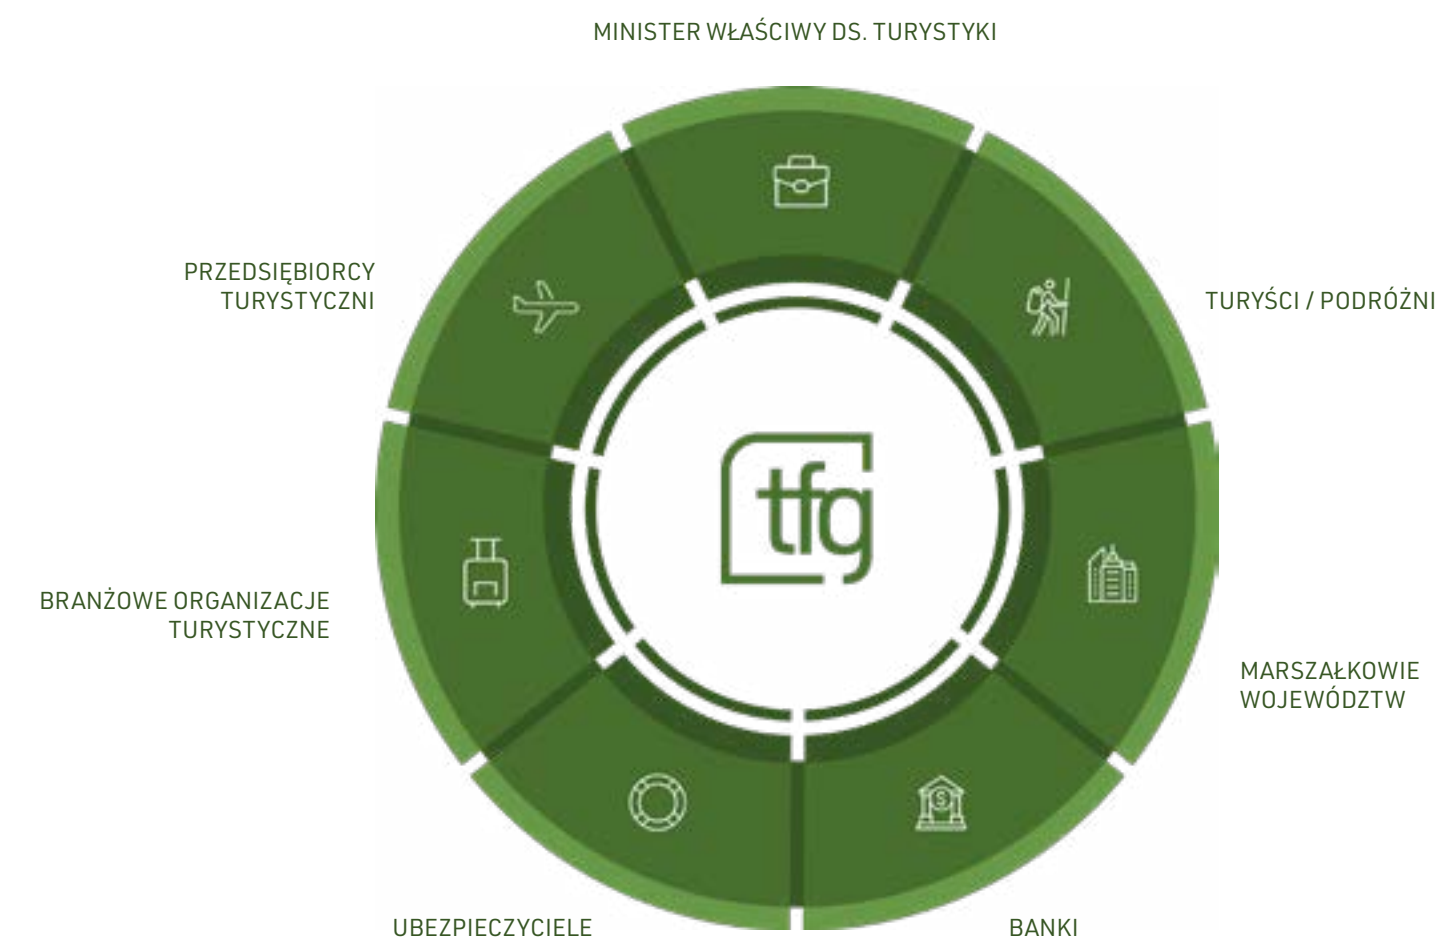 MINISTER WŁAŚCIWY DS. TURYSTYKI
PRZEDSIĘBIORCY
TURYSTYCZNI
TURYŚCI / PODRÓŻNI
tfg
BRANŻOWE ORGANIZACJE
TURYSTYCZNE
MARSZAŁKOWIE
WOJEWÓDZTW
UBEZPIECZYCIELE
BANKI